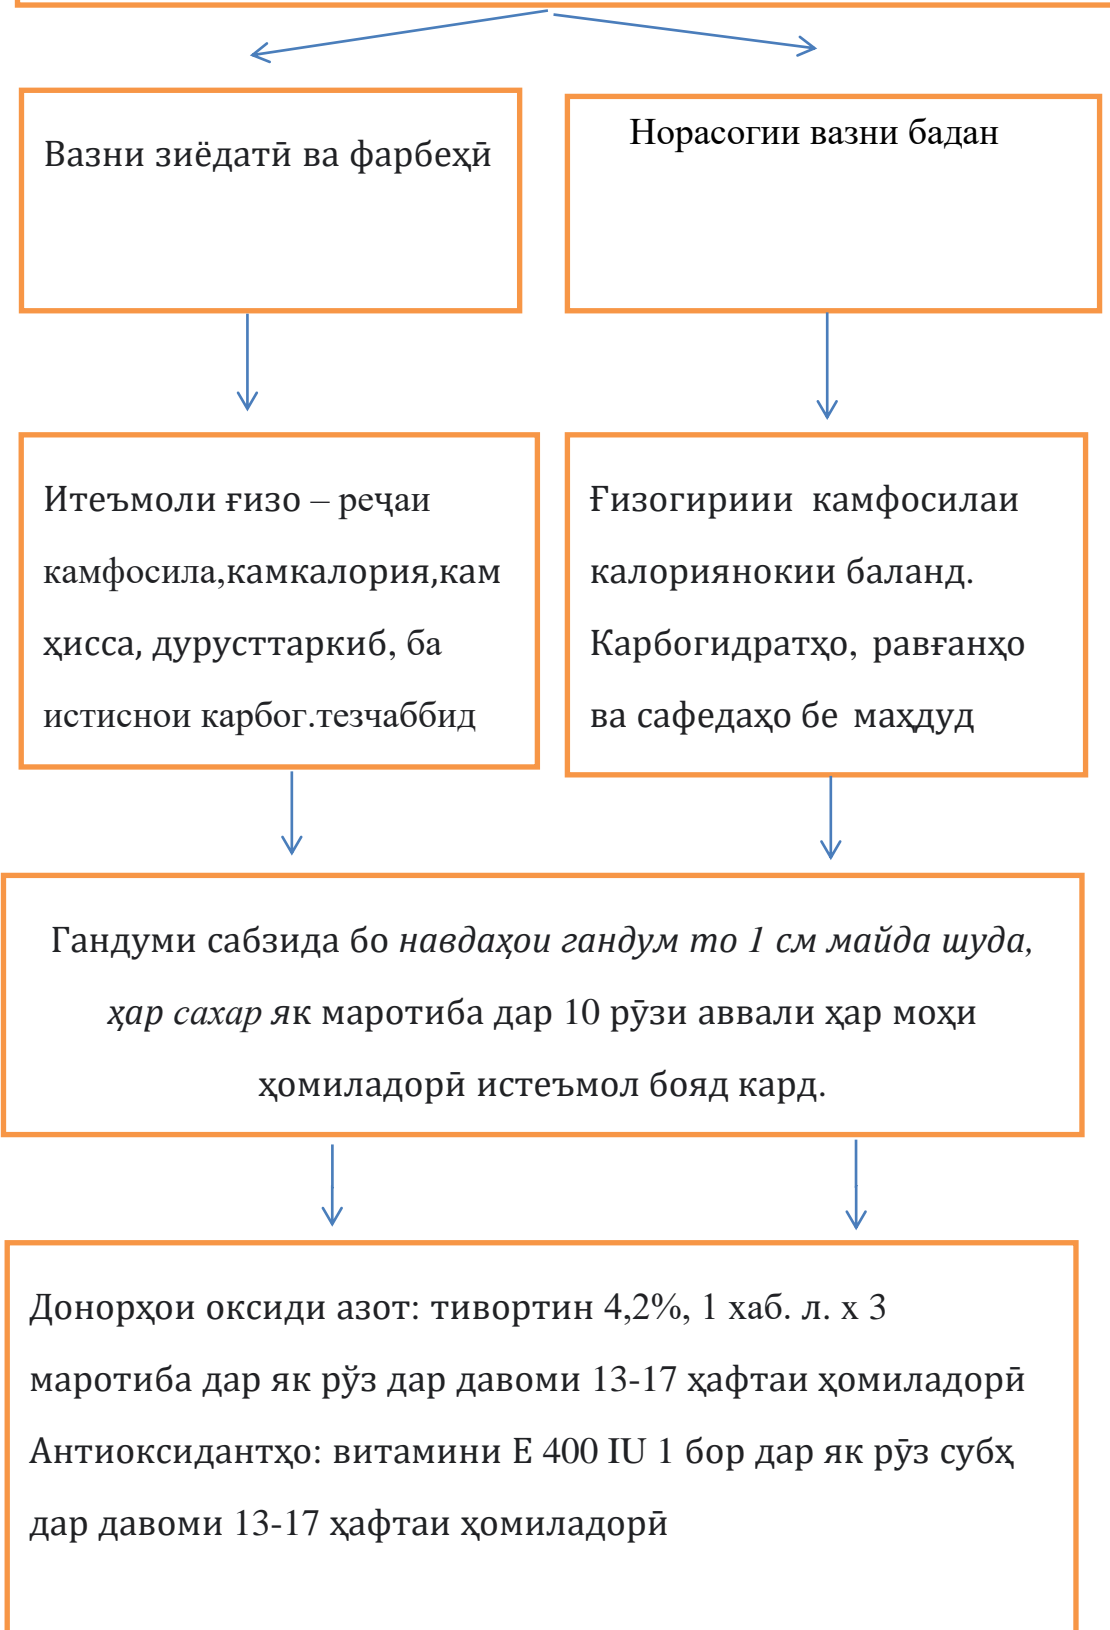 Вазни зиёдатӣ ва фарбеҳӣ
Норасогии вазни бадан
Итеъмоли ғизо – реҷаи
камфосила,камкалория,кам
ҳисса, дурусттаркиб, ба
истиснои карбог.тезчаббид
Ғизогириии камфосилаи
калориянокии баланд.
Карбогидратҳо, равғанҳо
ва сафедаҳо бе маҳдуд
Гандуми сабзида бо навдаҳои гандум то 1 см майда шуда,
ҳар сахар як маротиба дар 10 рӯзи аввали ҳар моҳи
ҳомиладорӣ истеъмол бояд кард.
Донорҳои оксиди азот: тивортин 4,2%, 1 хаб. л. х 3
маротиба дар як рӯз дар давоми 13-17 ҳафтаи ҳомиладорӣ
Антиоксидантҳо: витамини Е 400 IU 1 бор дар як рӯз субҳ
дар давоми 13-17 ҳафтаи ҳомиладорӣ